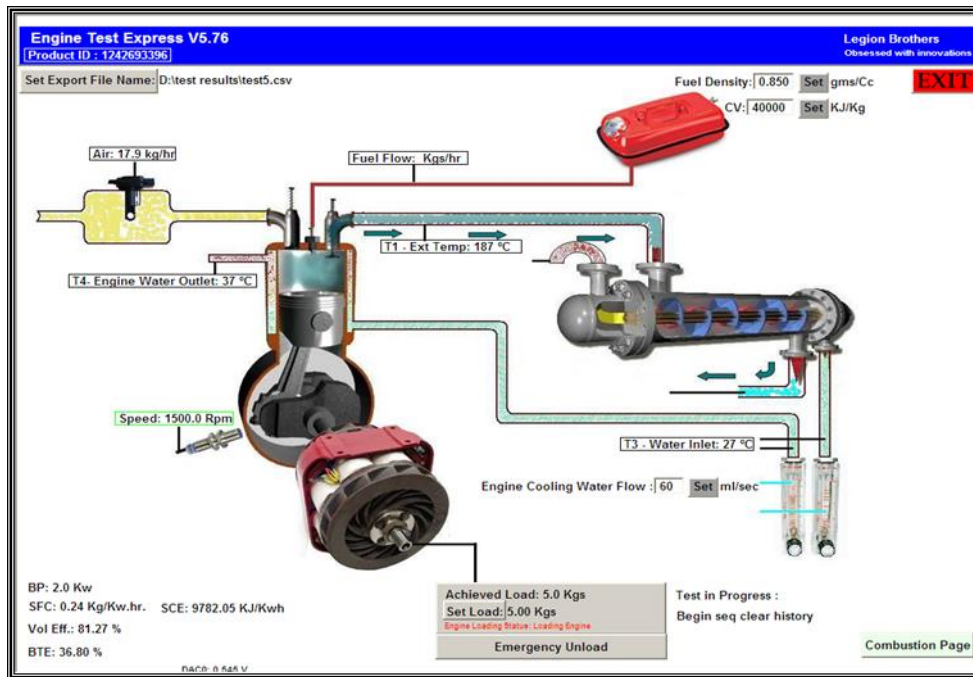 Engine Test Express V5.76
Product ID : 1242693396
Legion Brothers
Obsessed with innovations
Set Export File Name: D:\test results\test5.csv
Fuel Density: 0.850 Set gms/Cc
EXIT
CV: 40000 Set KJ/Kg
Air: 17.9 kg/hr
Fuel Flow: Kgs/hr
T1 - Ext Temp: 187 ºC
T4- Engine Water Outlet: 37 ºC
Speed: 1500.0 Rpm
T3 - Water Inlet: 27 ºC
Engine Cooling Water Flow : 60 Set ml/sec
BP: 2.0 Kw
SFC: 0.24 Kg/Kw.hr. SCE: 9782.05 KJ/Kwh
Vol Eff.: 81.27 %
BTE: 36.80 %
DAC0: 0.545 V
Achieved Load: 5.0 Kgs
Set Load: 5.00 Kgs
Engine Loading Status: Loading Engine
Emergency Unload
Test in Progress :
Begin seq clear history
Combustion Page